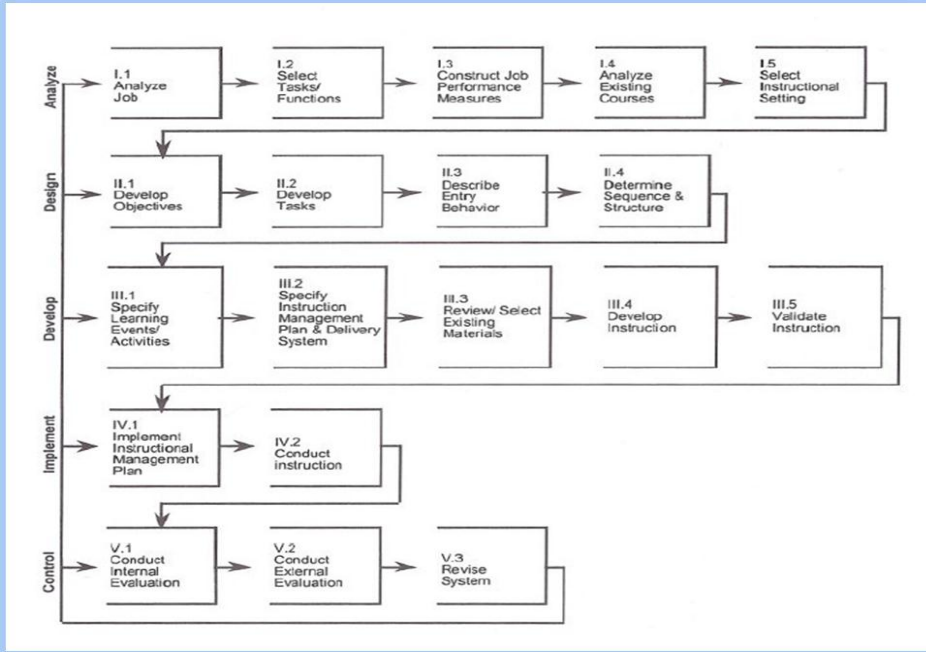 Analyze
I.1
Analyze
Job
I.2
Select
Tasks/
Functions
I.3
Construct Job
Performance
Measures
I.4
Analyze
Existing
Courses
I.5
Select
Instructional
Setting
Design
II.1
Develop
Objectives
II.2
Develop
Tasks
II.3
Describe
Entry
Behavior
II.4
Determine
Sequence &
Structure
Develop
III.1
Specify
Learning
Events/
Activities
III.2
Specify
Instruction
Management
Plan & Delivery
System
III.3
Review/ Select
Existing
Materials
III.4
Develop
Instruction
III.5
Validate
Instruction
Implement
IV.1
Implement
Instructional
Management
Plan
IV.2
Conduct
instruction
Control
V.1
Conduct
Internal
Evaluation
V.2
Conduct
External
Evaluation
V.3
Revise
System